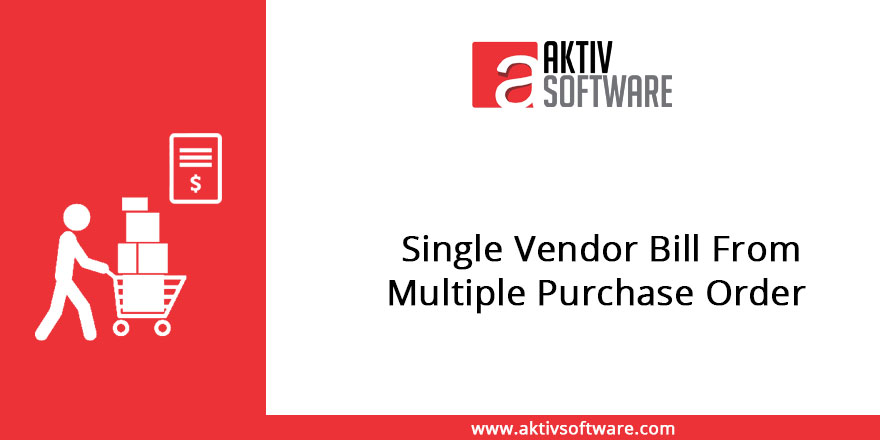 AKTIV
SOFTWARE
$
Single Vendor Bill From
Multiple Purchase Order
www.aktivsoftware.com